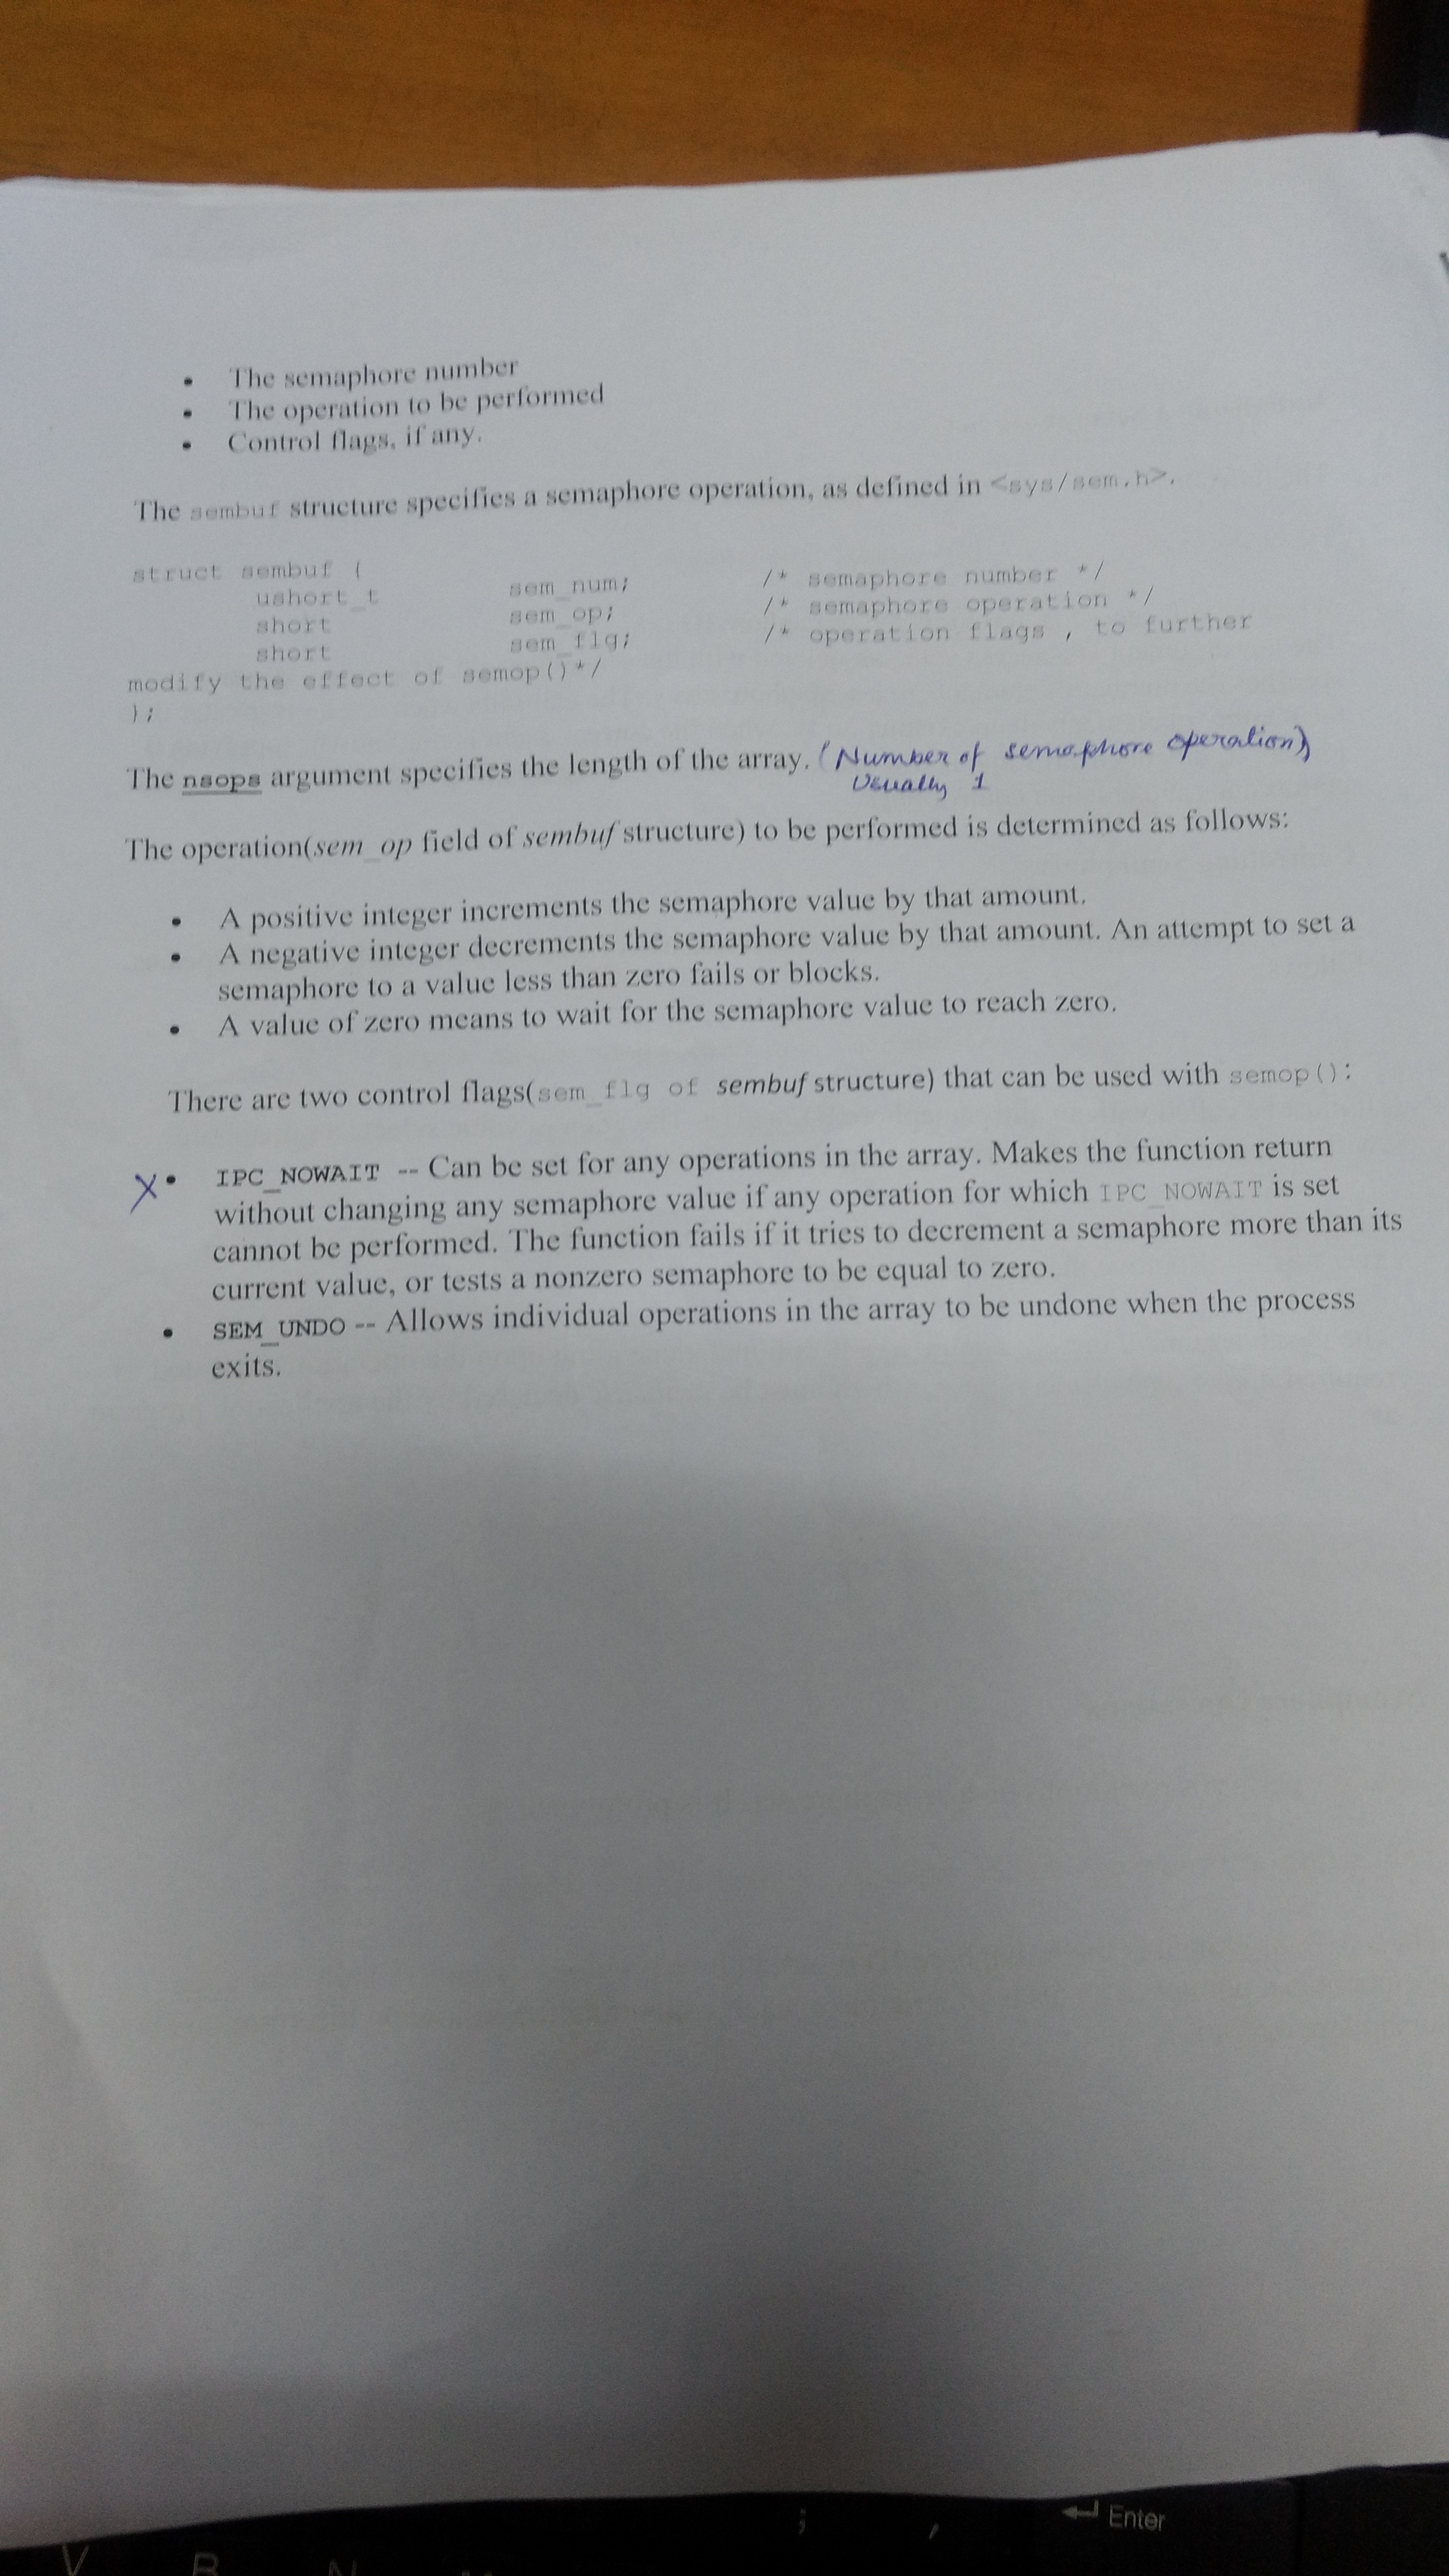 • The semaphore number
• The operation to be performed
• Control flags, if any.
The sembuf structure specifies a semaphore operation, as defined in <sys/sem.h>.
struct sembuf {
ushort_t sem_num; /* semaphore number */
short sem_op; /* semaphore operation */
short sem_flg; /* operation flags , to further
modify the effect of semop()*/
};
The nsops argument specifies the length of the array. (Number of semaphore operation)
Usually 1
The operation(sem_op field of sembuf structure) to be performed is determined as follows:
• A positive integer increments the semaphore value by that amount.
• A negative integer decrements the semaphore value by that amount. An attempt to set a
semaphore to a value less than zero fails or blocks.
• A value of zero means to wait for the semaphore value to reach zero.
There are two control flags(sem_flg of sembuf structure) that can be used with semop():
X • IPC_NOWAIT -- Can be set for any operations in the array. Makes the function return
without changing any semaphore value if any operation for which IPC_NOWAIT is set
cannot be performed. The function fails if it tries to decrement a semaphore more than its
current value, or tests a nonzero semaphore to be equal to zero.
• SEM_UNDO -- Allows individual operations in the array to be undone when the process
exits.
; , Enter
V B N